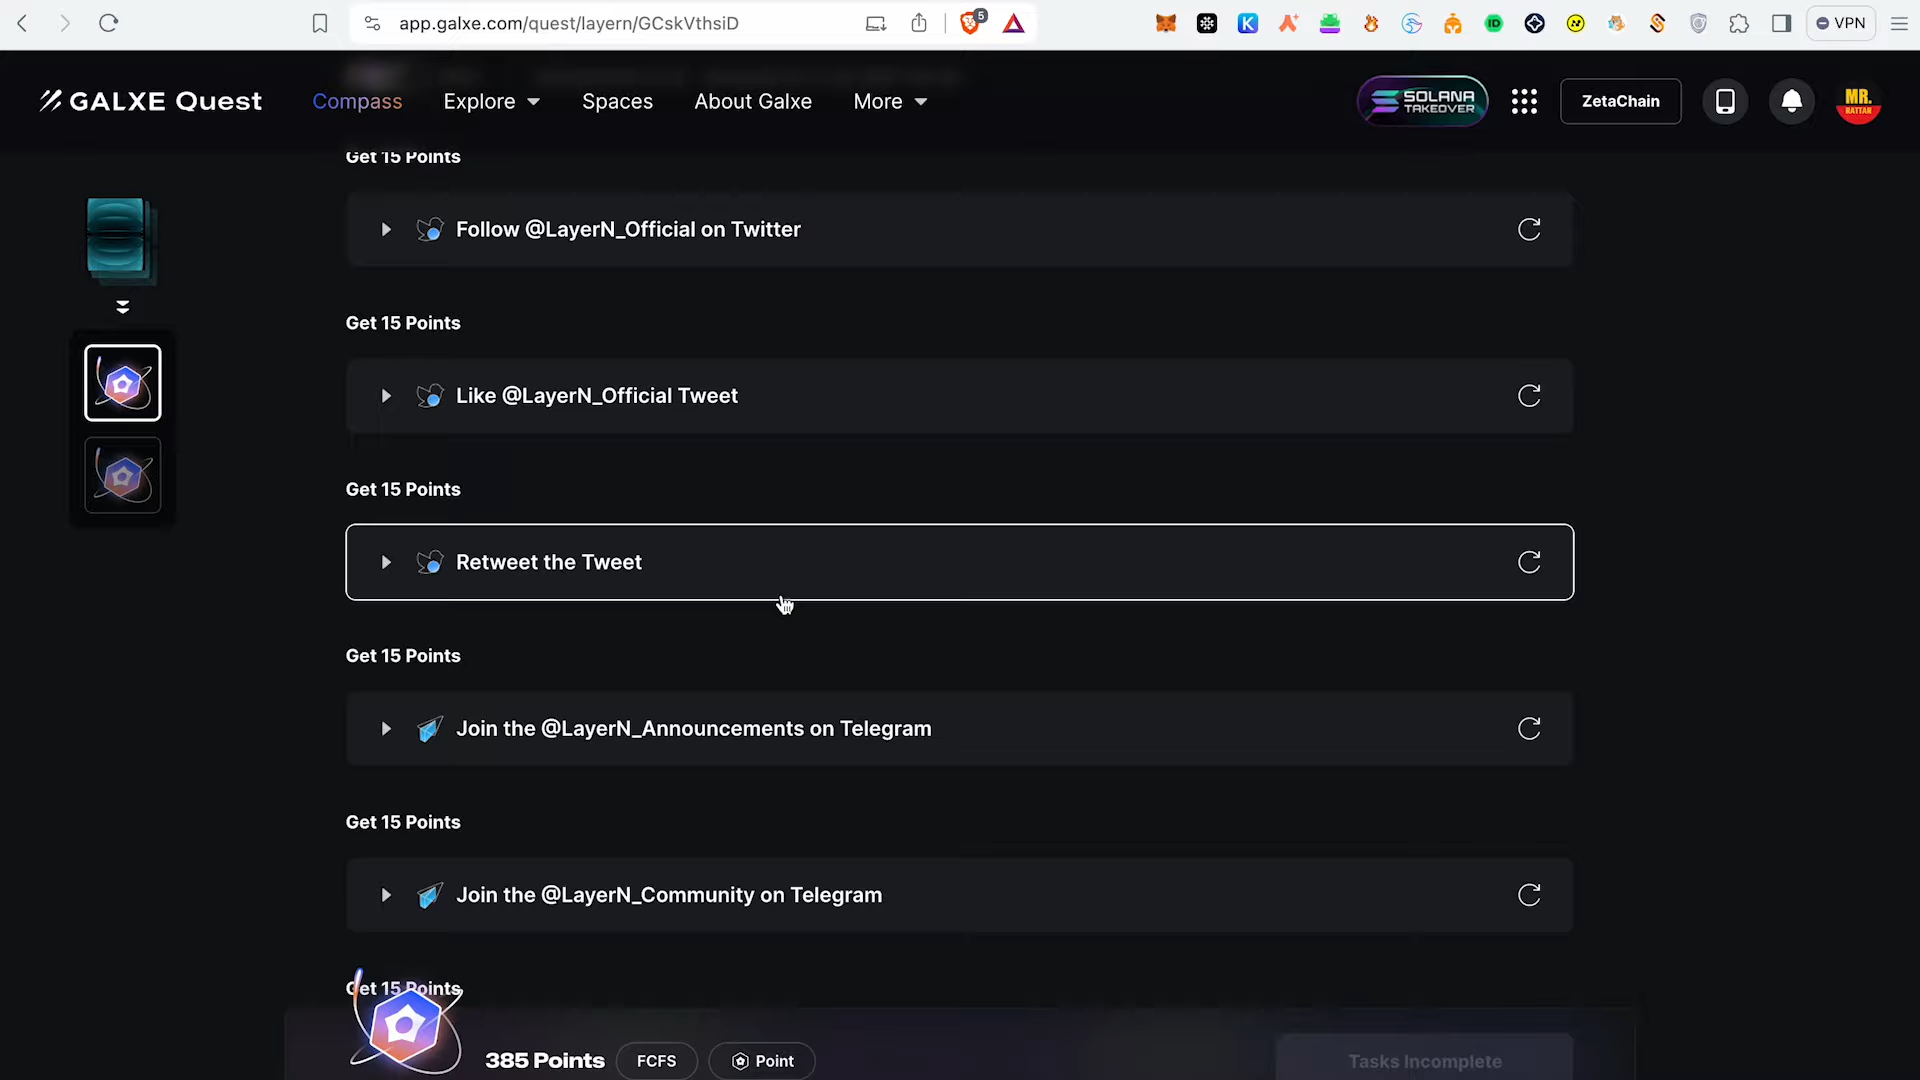 app.galxe.com/quest/layern/GCskVthsiD
5
VPN
GALXE Quest
Compass
Explore
Spaces
About Galxe
More
SOLANA
TAKEOVER
ZetaChain
MR.
RATTAR
Get 15 Points
Follow @LayerN_Official on Twitter
Get 15 Points
Like @LayerN_Official Tweet
Get 15 Points
Retweet the Tweet
Get 15 Points
Join the @LayerN_Announcements on Telegram
Get 15 Points
Join the @LayerN_Community on Telegram
Get 15 Points
385 Points
FCFS
Point
Tasks Incomplete